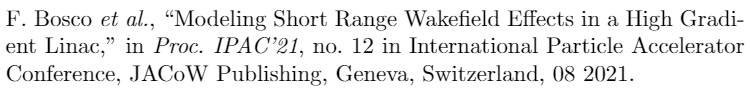 F. Bosco et al., “Modeling Short Range Wakefield Effects in a High Gradi-
ent Linac,” in Proc. IPAC’21, no. 12 in International Particle Accelerator
Conference, JACoW Publishing, Geneva, Switzerland, 08 2021.